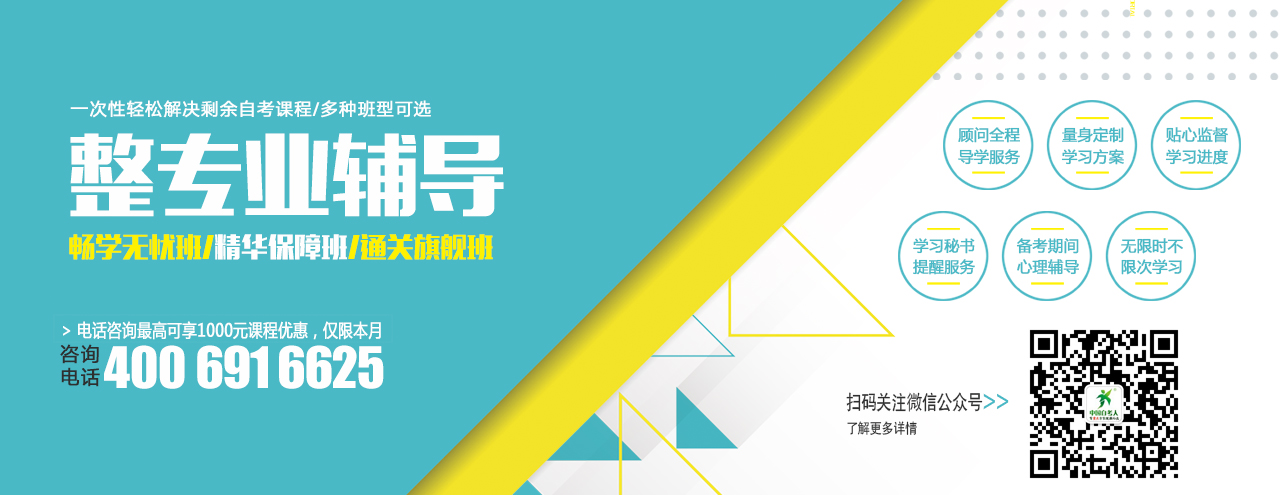 一次性轻松解决剩余自考课程/多种班型可选
整专业辅导
畅学无忧班/精华保障班/通关旗舰班
> 电话咨询最高可享1000元课程优惠，仅限本月
咨询
电话
400 691 6625
顾问全程
导学服务
量身定制
学习方案
贴心监督
学习进度
学习秘书
提醒服务
备考期间
心理辅导
无限时不
限次学习
扫码关注微信公众号>>
了解更多详情
中国自考人